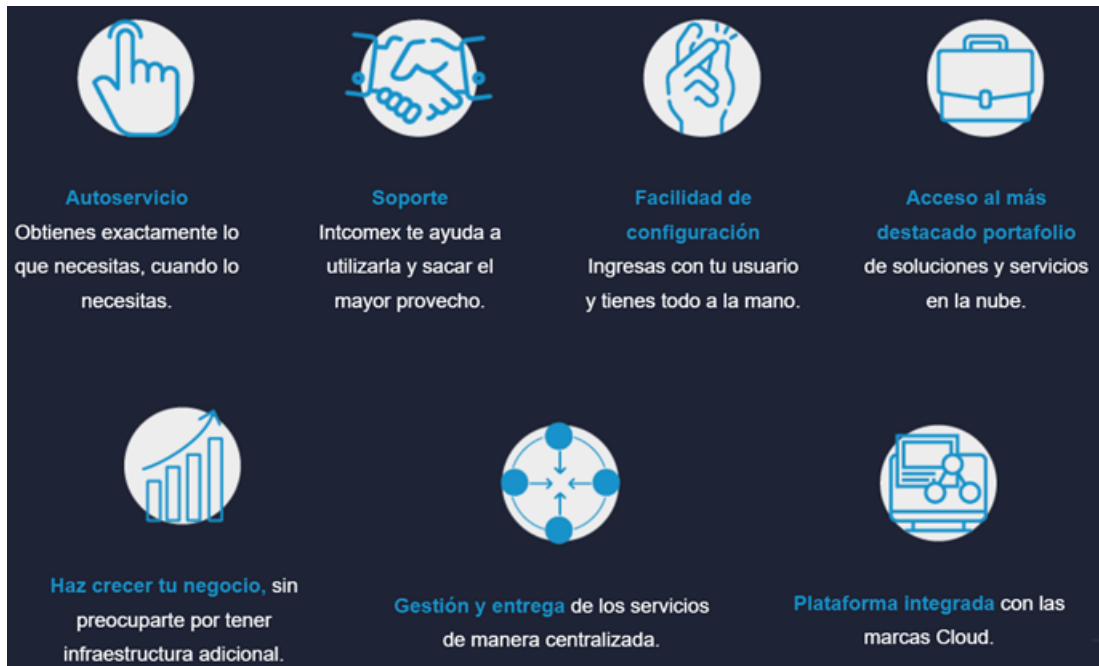 Autoservicio
Obtienes exactamente lo
que necesitas, cuando lo
necesitas.
Soporte
Intcomex te ayuda a
utilizarla y sacar el
mayor provecho.
Facilidad de
configuración
Ingresas con tu usuario
y tienes todo a la mano.
Acceso al más
destacado portafolio
de soluciones y servicios
en la nube.
Haz crecer tu negocio, sin
preocuparte por tener
infraestructura adicional.
Gestión y entrega de los servicios
de manera centralizada.
Plataforma integrada con las
marcas Cloud.